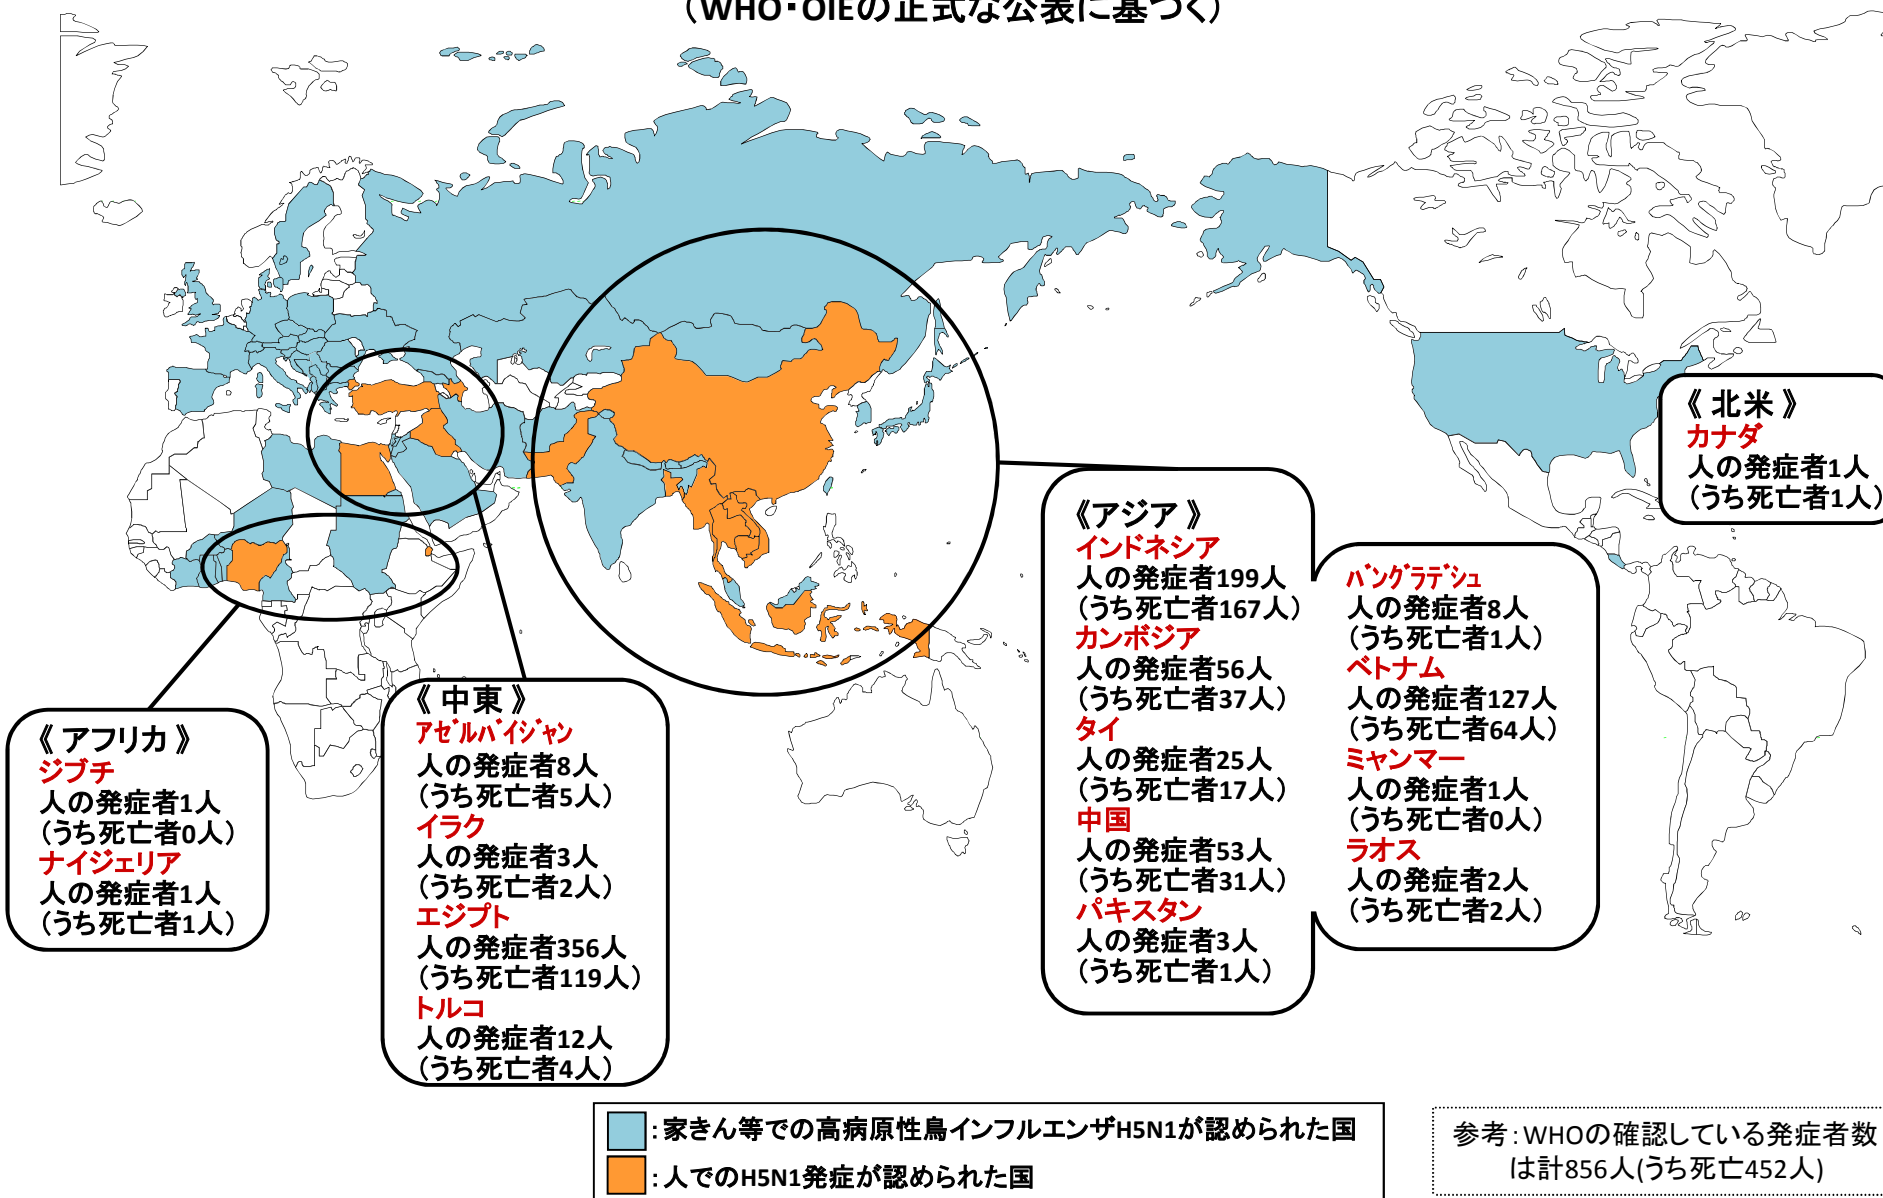 (WHO・OIEの正式な公表に基づく)
《 北米 》
カナダ
人の発症者1人
(うち死亡者1人)
《アジア 》
インドネシア
人の発症者199人
(うち死亡者167人)
カンボジア
人の発症者56人
(うち死亡者37人)
タイ
人の発症者25人
(うち死亡者17人)
中国
人の発症者53人
(うち死亡者31人)
パキスタン
人の発症者3人
(うち死亡者1人)
バングラデシュ
人の発症者8人
(うち死亡者1人)
ベトナム
人の発症者127人
(うち死亡者64人)
ミャンマー
人の発症者1人
(うち死亡者0人)
ラオス
人の発症者2人
(うち死亡者2人)
《 中東 》
アゼルバイジャン
人の発症者8人
(うち死亡者5人)
イラク
人の発症者3人
(うち死亡者2人)
エジプト
人の発症者356人
(うち死亡者119人)
トルコ
人の発症者12人
(うち死亡者4人)
《 アフリカ 》
ジブチ
人の発症者1人
(うち死亡者0人)
ナイジェリア
人の発症者1人
(うち死亡者1人)
:家きん等での高病原性鳥インフルエンザH5N1が認められた国
:人でのH5N1発症が認められた国
参考:WHOの確認している発症者数
は計856人(うち死亡452人)